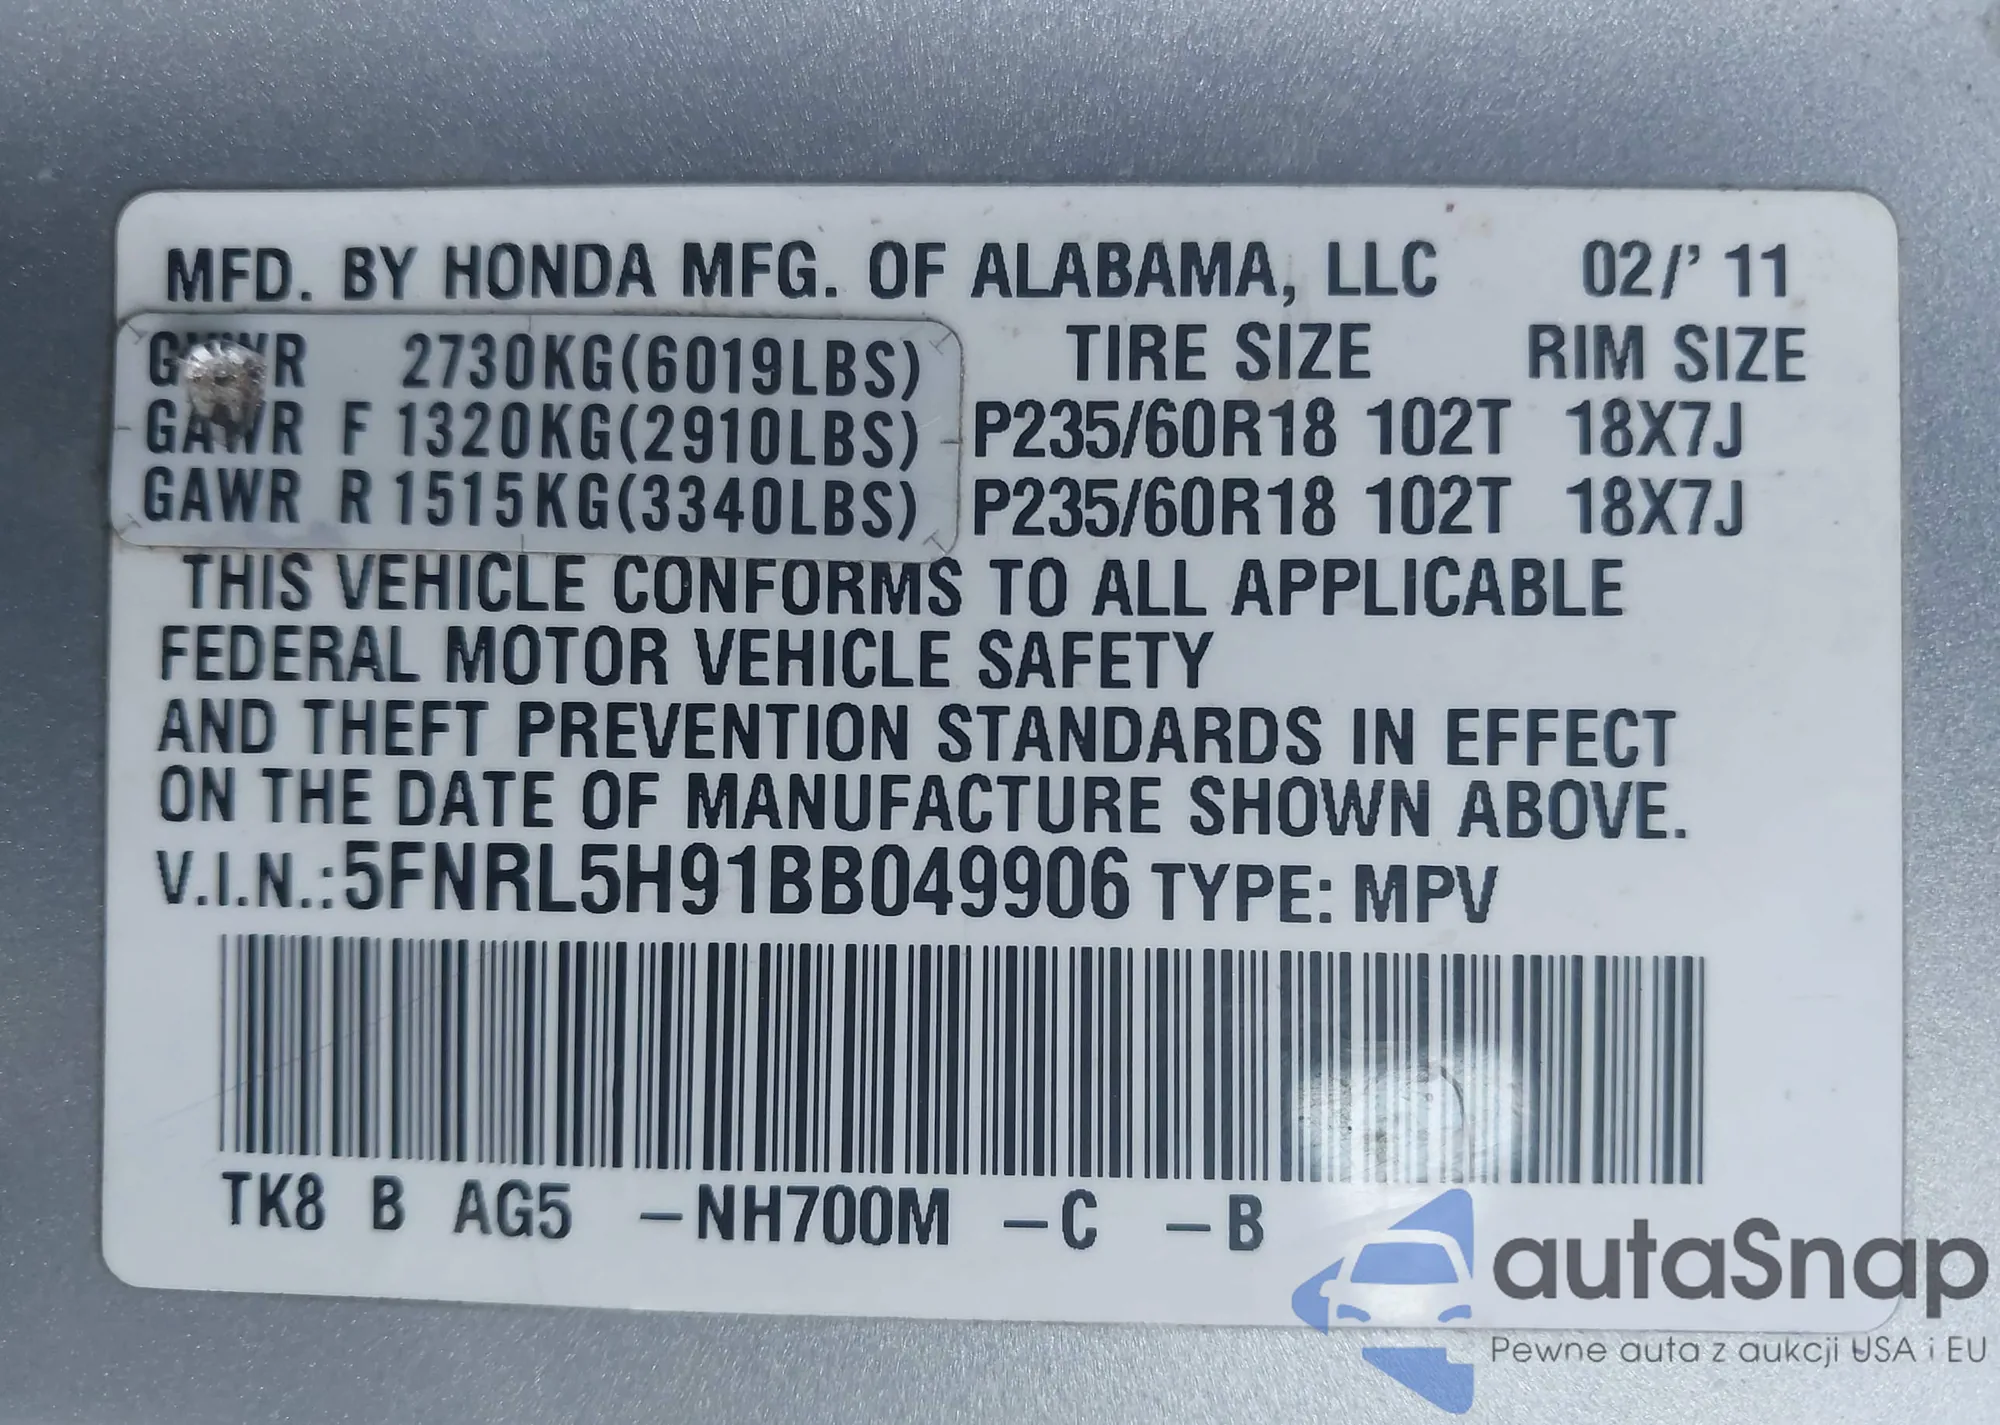 MFD. BY HONDA MFG. OF ALABAMA, LLC 02/' 11
GVWR 2730KG(6019LBS) TIRE SIZE RIM SIZE
GAWR F 1320KG(2910LBS) P235/60R18 102T 18X7J
GAWR R 1515KG(3340LBS) P235/60R18 102T 18X7J
THIS VEHICLE CONFORMS TO ALL APPLICABLE
FEDERAL MOTOR VEHICLE SAFETY
AND THEFT PREVENTION STANDARDS IN EFFECT
ON THE DATE OF MANUFACTURE SHOWN ABOVE.
V.I.N.:5FNRL5H91BB049906 TYPE: MPV
TK8 B AG5 -NH700M -C -B
autaSnap
Pewne auta z aukcji USA i EU